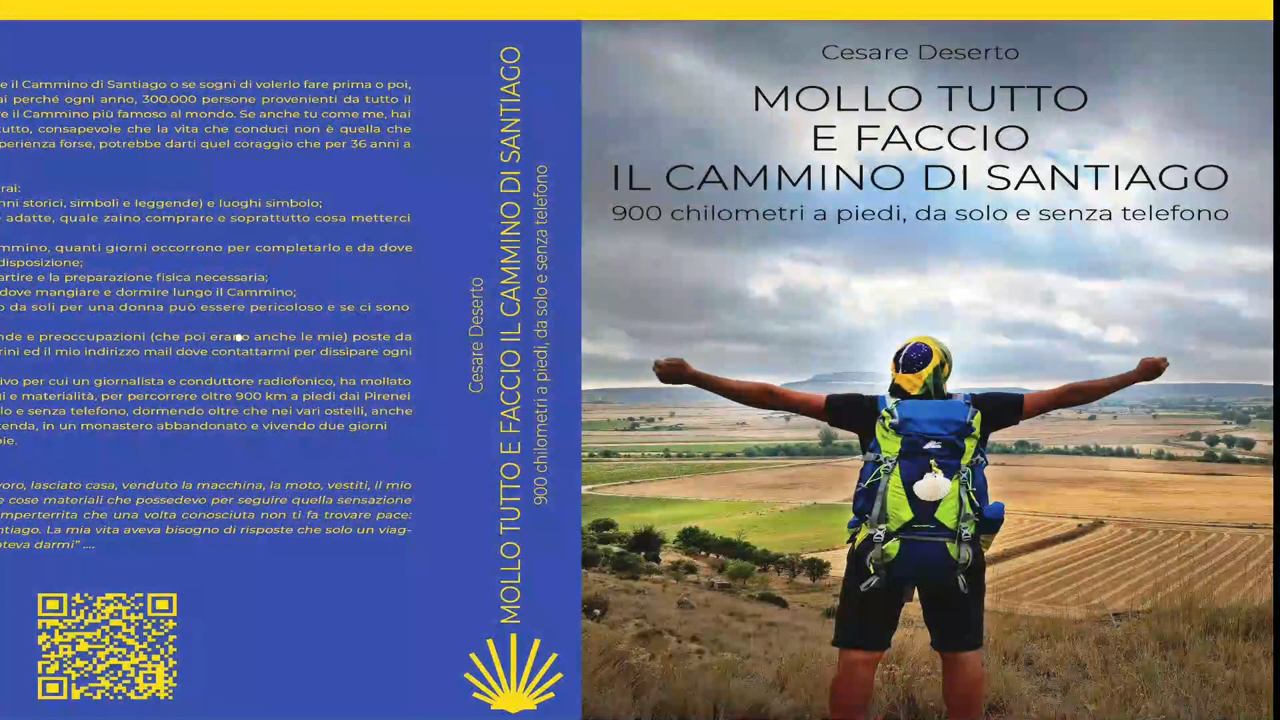 e il Cammino di Santiago o se sogni di volerlo fare prima o poi,
ai perché ogni anno, 300.000 persone provenienti da tutto il
e il Cammino più famoso al mondo. Se anche tu come me, hai
tutto, consapevole che la vita che conduci non è quella che
perienza forse, potrebbe darti quel coraggio che per 36 anni a
rai:
nni storici, simboli e leggende) e luoghi simbolo;
adatte, quale zaino comprare e soprattutto cosa metterci
mmino, quanti giorni occorrono per completarlo e da dove
disposizione;
artire e la preparazione fisica necessaria;
dove mangiare e dormire lungo il Cammino;
o da soli per una donna può essere pericoloso e se ci sono
nde e preoccupazioni (che poi erano anche le mie) poste da
rini ed il mio indirizzo mail dove contattarmi per dissipare ogni
ivo per cui un giornalista e conduttore radiofonico, ha mollato
gi e materialità, per percorrere oltre 900 km a piedi dai Pirenei
lo e senza telefono, dormendo oltre che nei vari ostelli, anche
tenda, in un monastero abbandonato e vivendo due giorni
pie.
voro, lasciato casa, venduto la macchina, la moto, vestiti, il mio
e cose materiali che possedevo per seguire quella sensazione
mperterrita che una volta conosciuta non ti fa trovare pace:
ntiago. La mia vita aveva bisogno di risposte che solo un viag-
oteva darmi” ....
Cesare Deserto
MOLLO TUTTO E FACCIO IL CAMMINO DI SANTIAGO
900 chilometri a piedi, da solo e senza telefono
Cesare Deserto
MOLLO TUTTO
E FACCIO
IL CAMMINO DI SANTIAGO
900 chilometri a piedi, da solo e senza telefono